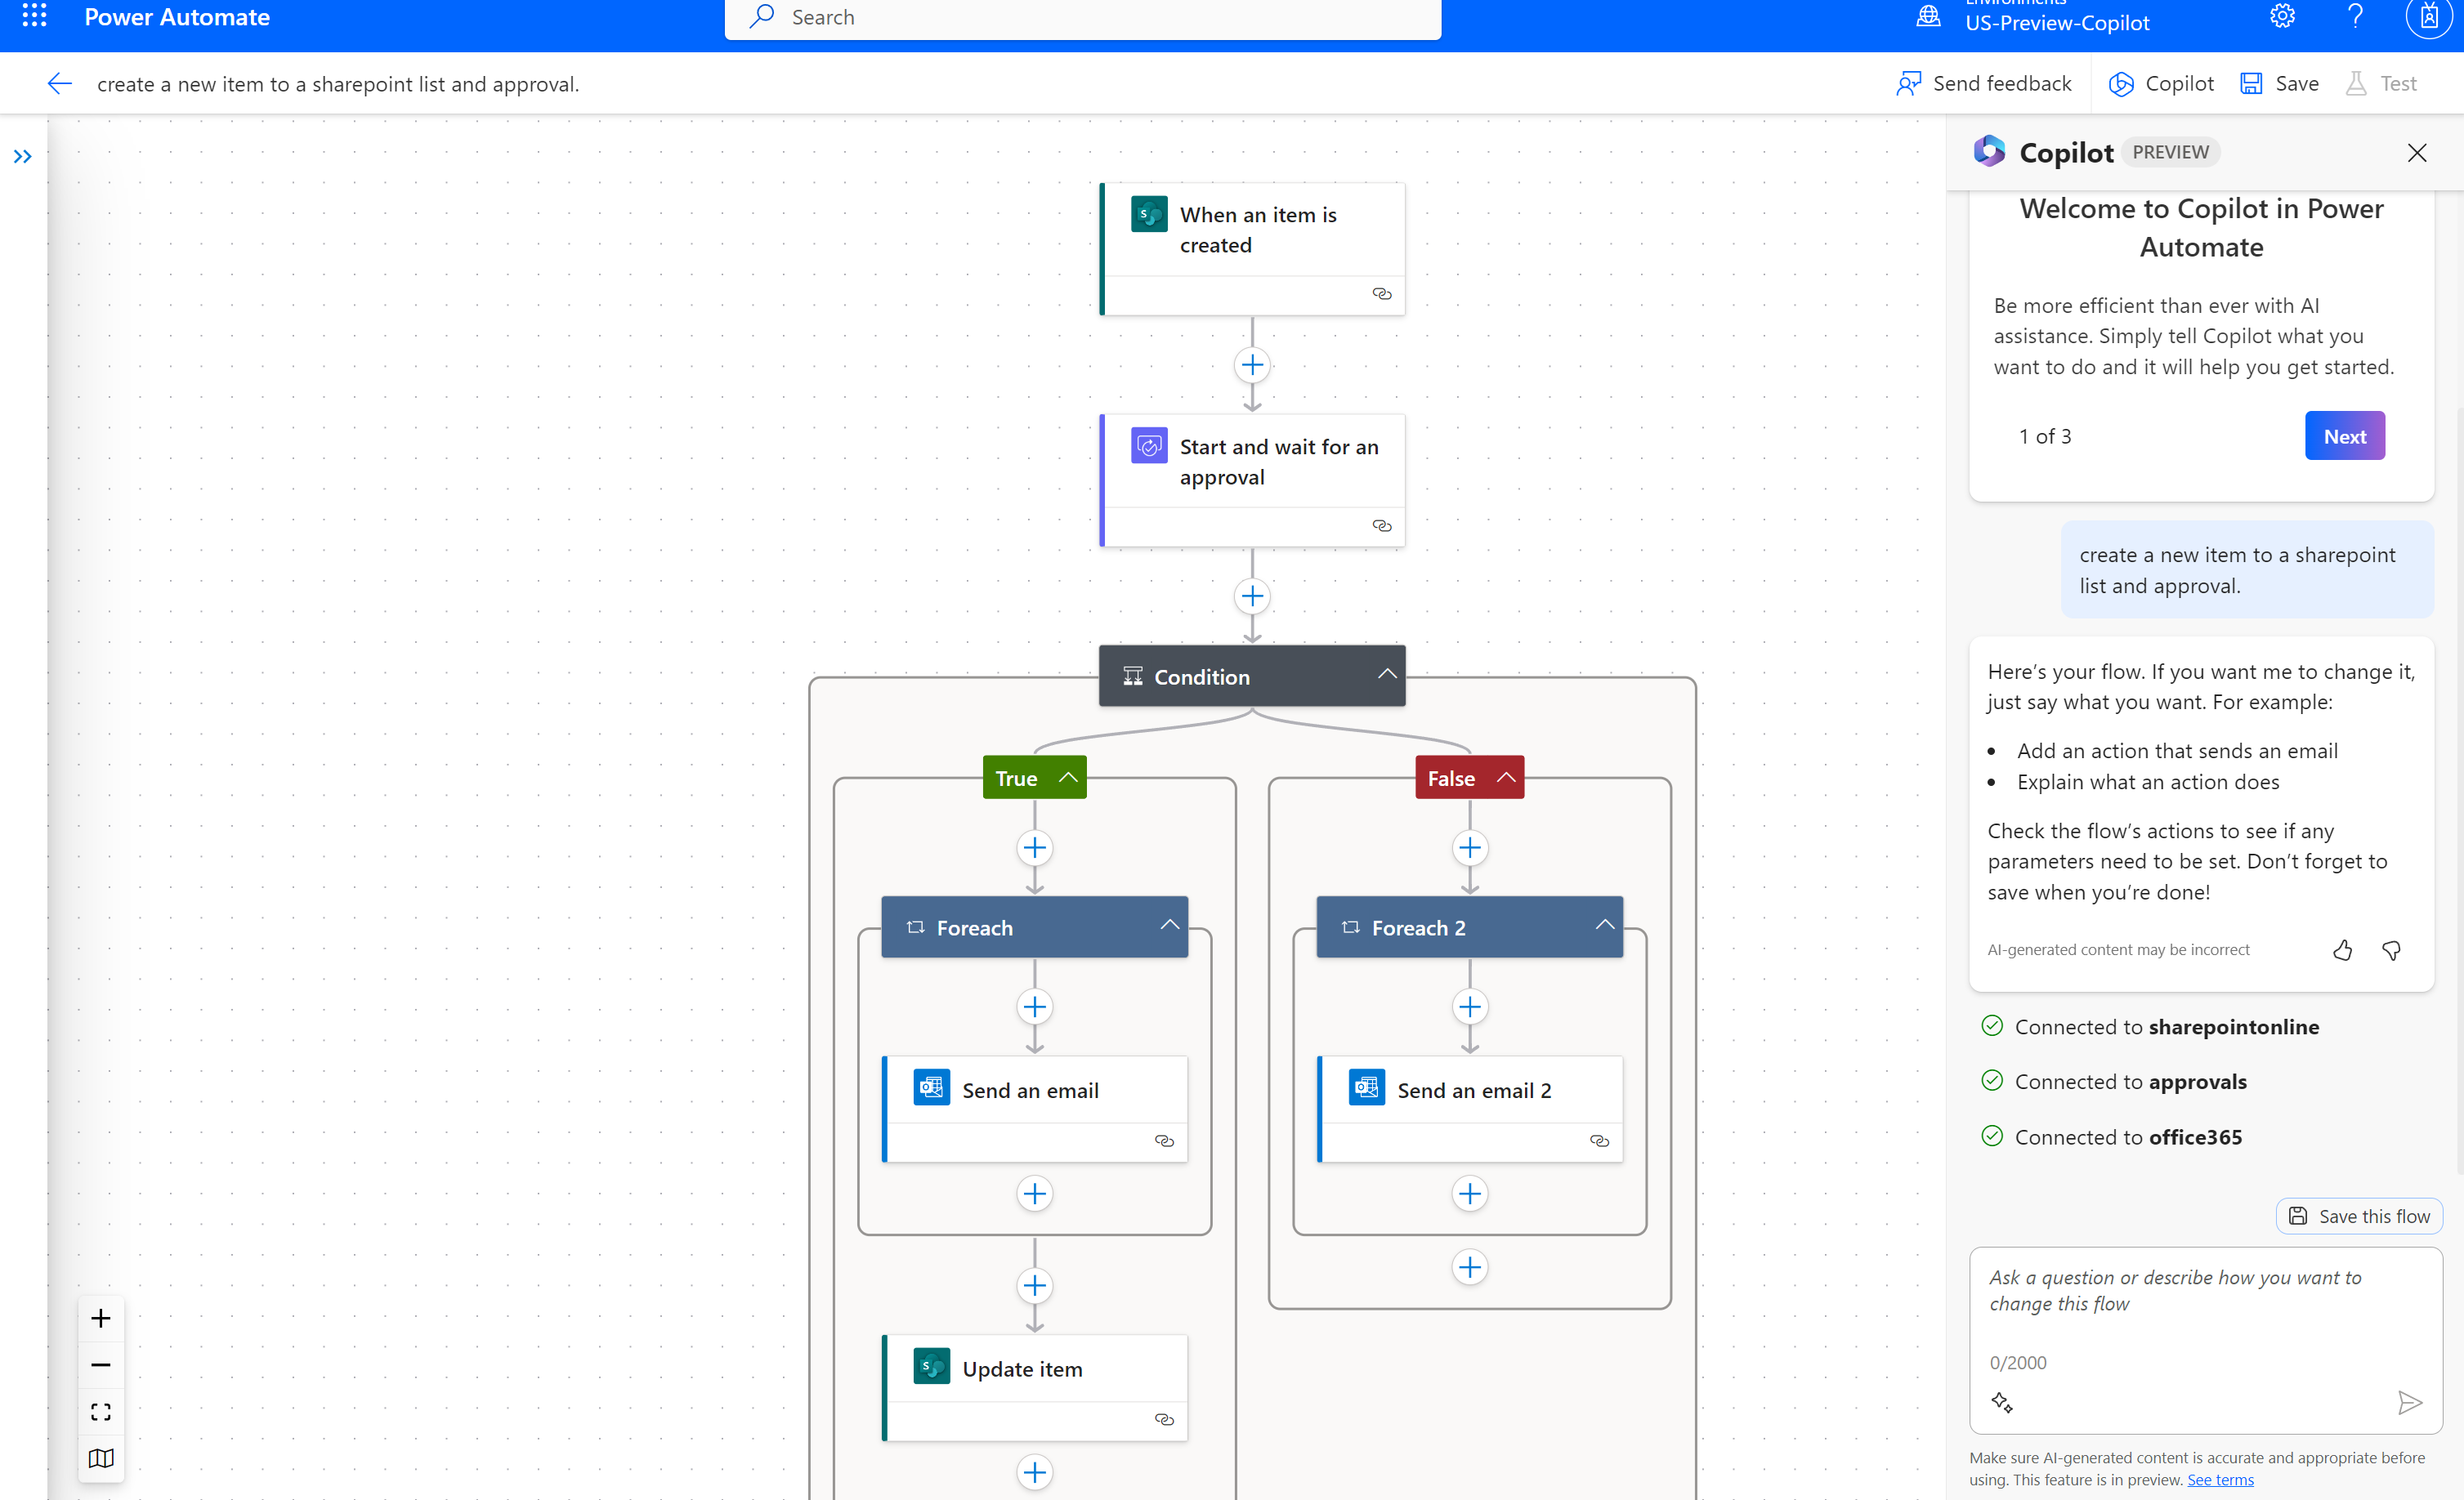 Power Automate
Search
Environments
US-Preview-Copilot
create a new item to a sharepoint list and approval.
Send feedback
Copilot
Save
Test
When an item is
created
Start and wait for an
approval
Condition
True
False
Foreach
Foreach 2
Send an email
Send an email 2
Update item
Copilot
PREVIEW
Welcome to Copilot in Power
Automate
Be more efficient than ever with AI
assistance. Simply tell Copilot what you
want to do and it will help you get started.
1 of 3
Next
create a new item to a sharepoint
list and approval.
Here’s your flow. If you want me to change it,
just say what you want. For example:
• Add an action that sends an email
• Explain what an action does
Check the flow’s actions to see if any
parameters need to be set. Don’t forget to
save when you’re done!
AI-generated content may be incorrect
Connected to sharepointonline
Connected to approvals
Connected to office365
Save this flow
Ask a question or describe how you want to
change this flow
0/2000
Make sure AI-generated content is accurate and appropriate before
using. This feature is in preview. See terms